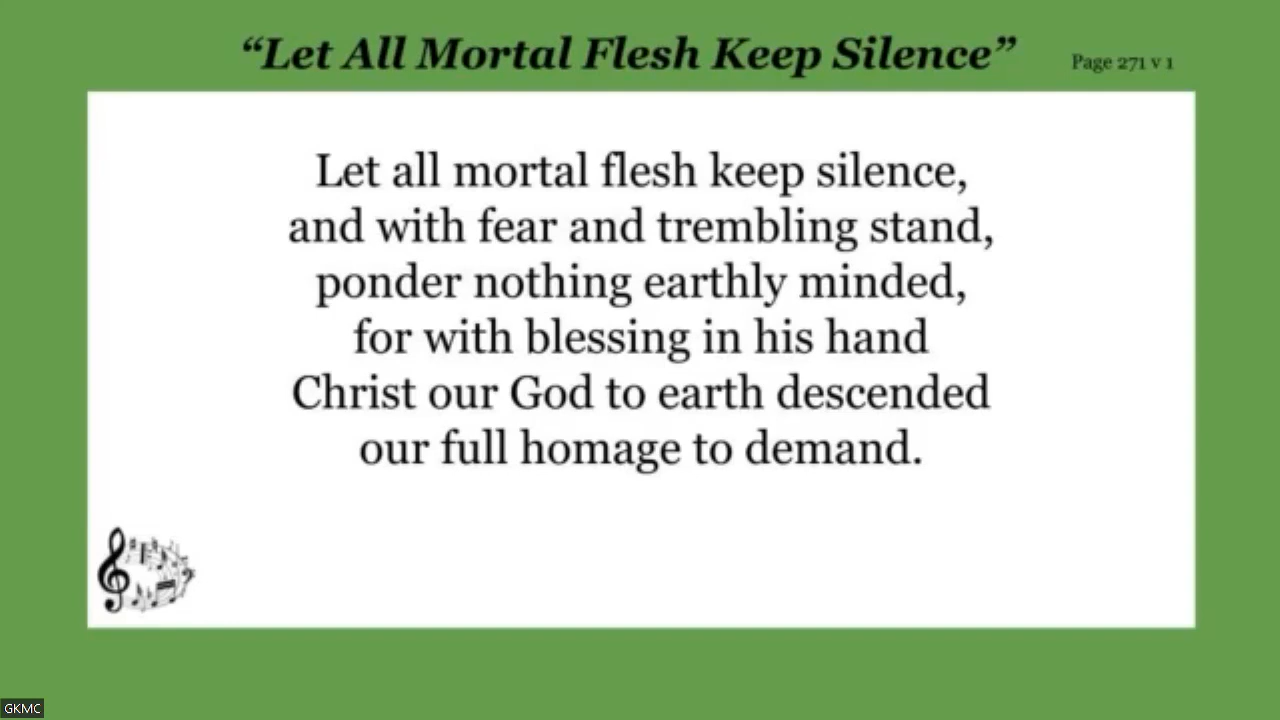 “Let All Mortal Flesh Keep Silence”
Page 271 v 1
Let all mortal flesh keep silence,
and with fear and trembling stand,
ponder nothing earthly minded,
for with blessing in his hand
Christ our God to earth descended
our full homage to demand.
GKMC